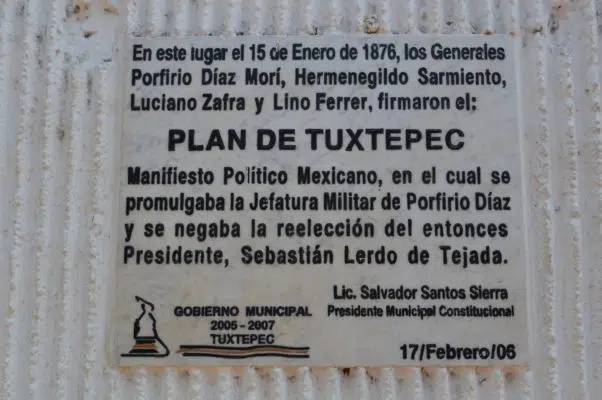 En este lugar el 15 de Enero de 1876, los Generales
Porfirio Díaz Morí, Hermenegildo Sarmiento,
Luciano Zafra y Lino Ferrer, firmaron el:
PLAN DE TUXTEPEC
Manifiesto Político Mexicano, en el cual se
promulgaba la Jefatura Militar de Porfirio Díaz
y se negaba la reelección del entonces
Presidente, Sebastián Lerdo de Tejada.
Lic. Salvador Santos Sierra
Presidente Municipal Constitucional
GOBIERNO MUNICIPAL
2005 - 2007
TUXTEPEC
17/Febrero/06